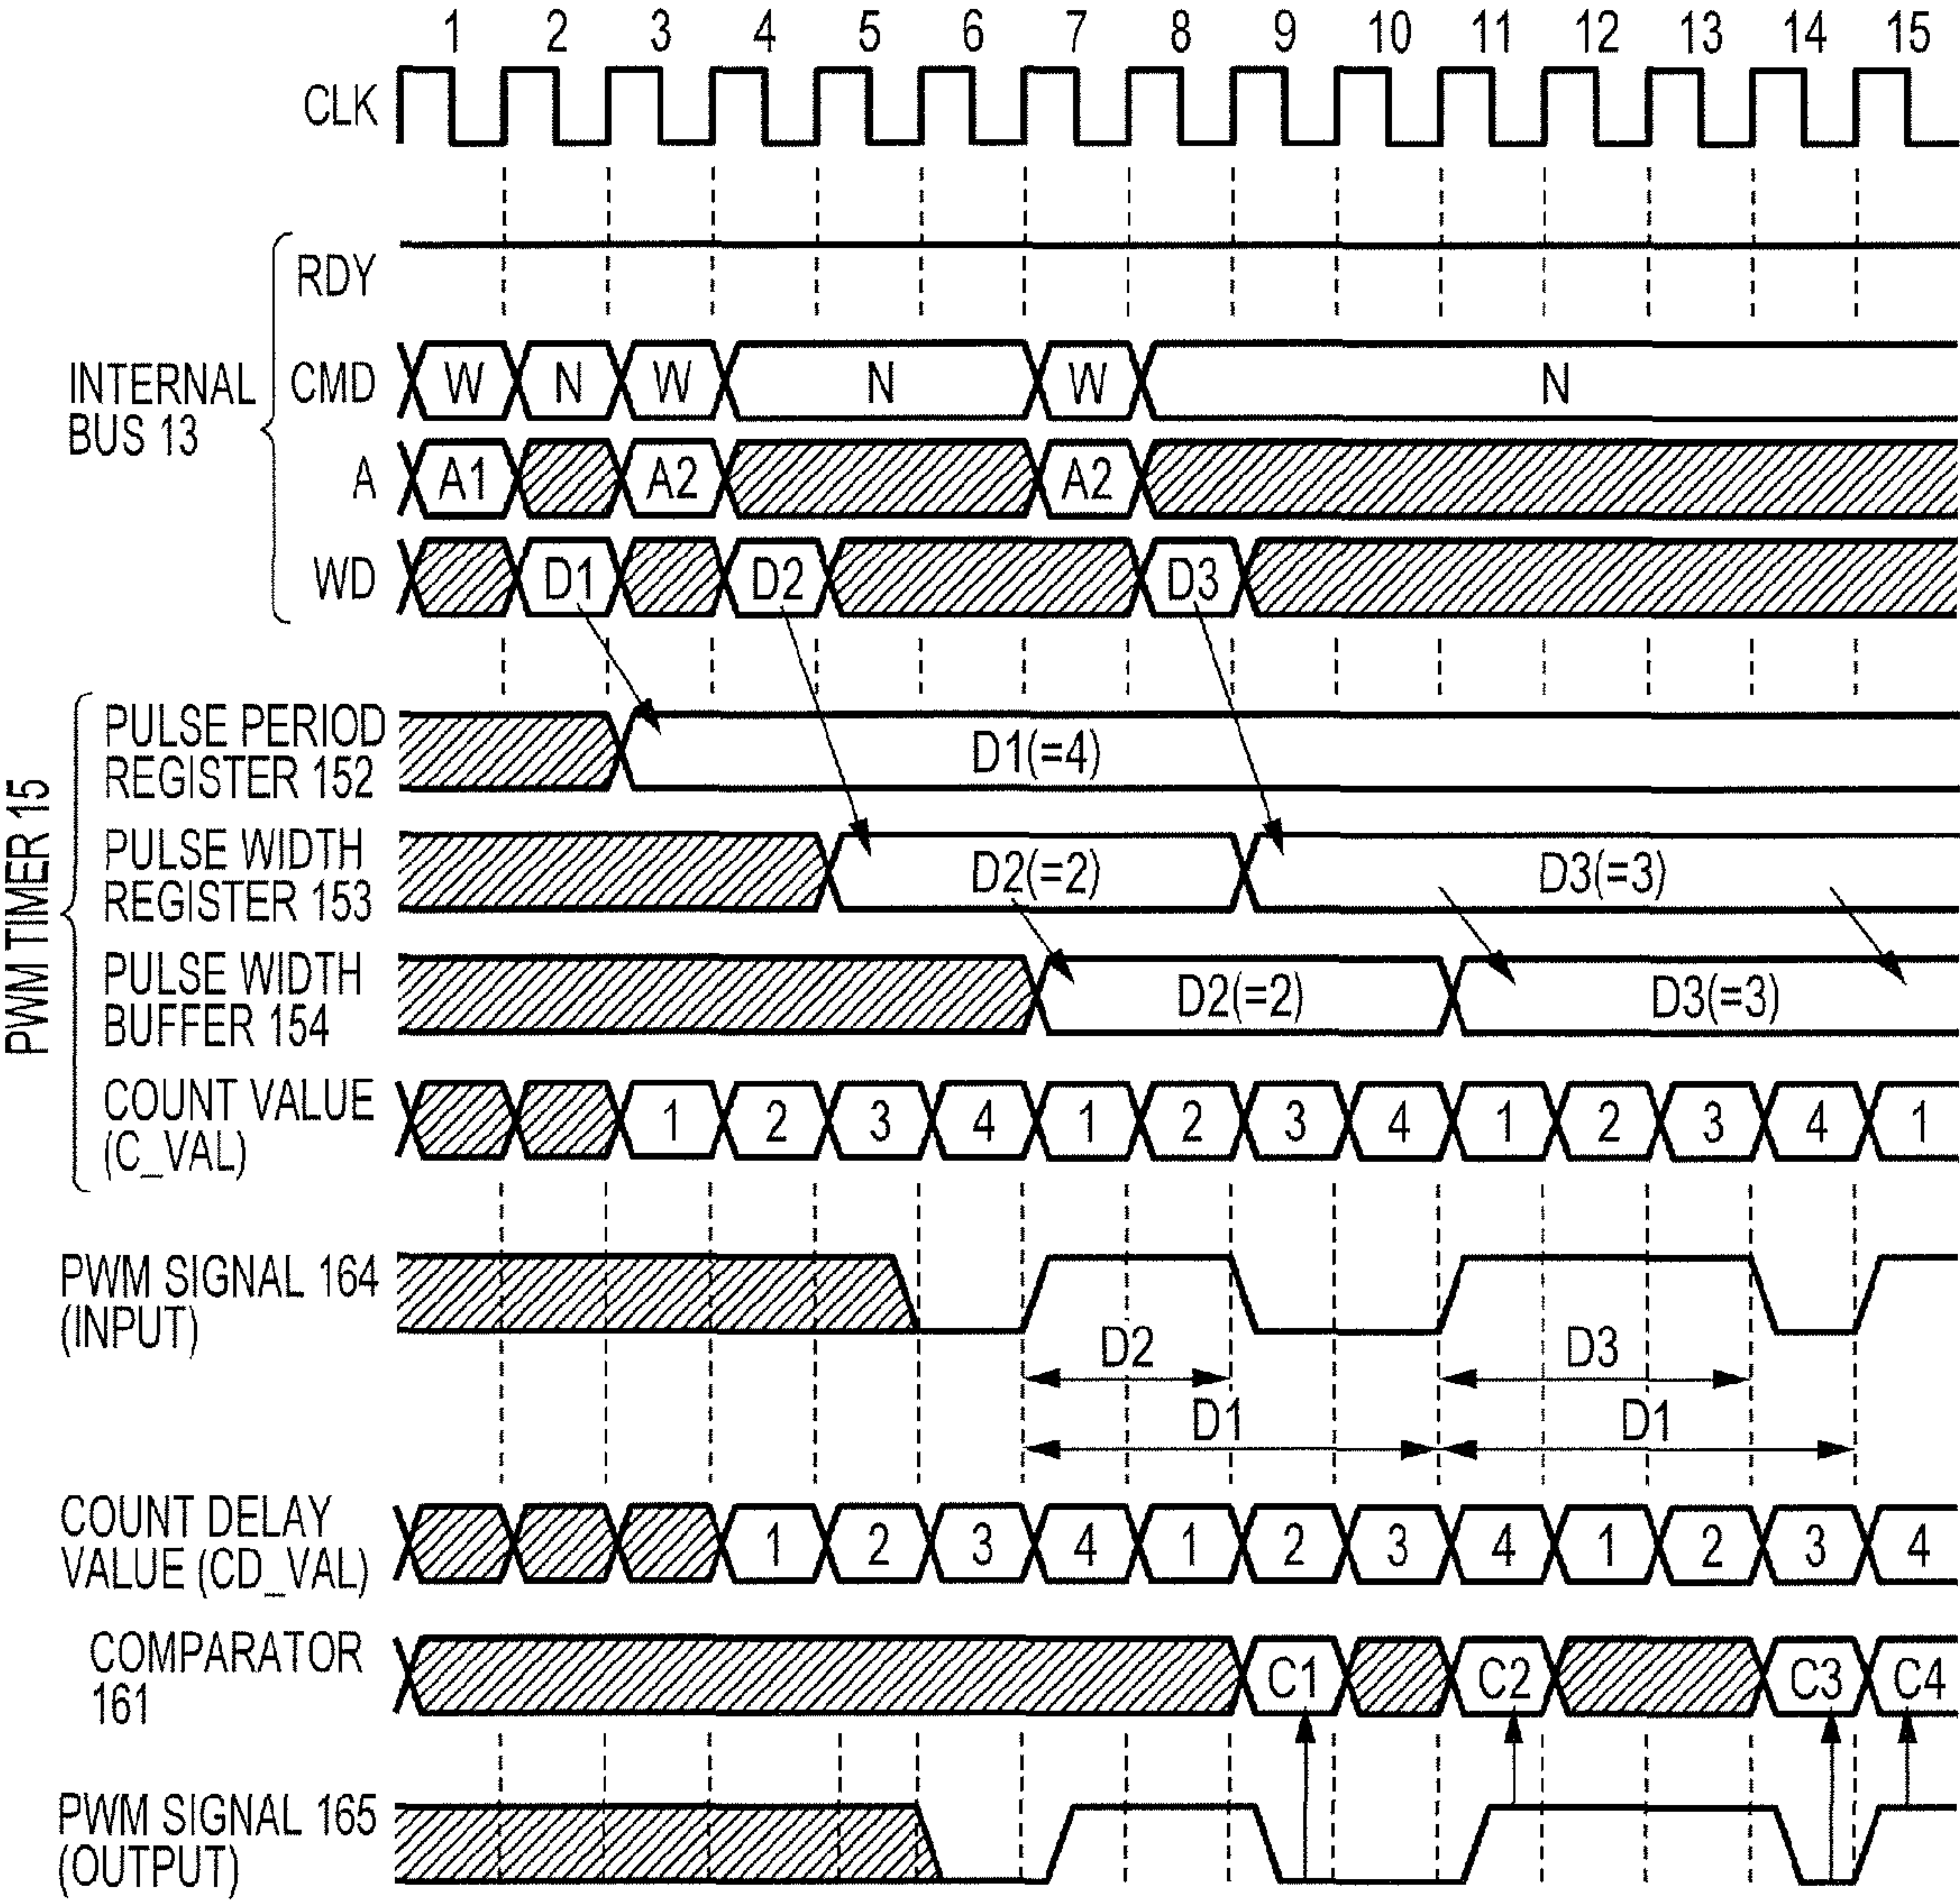 1 2 3 4 5 6 7 8 9 10 11 12 13 14 15
CLK
RDY
INTERNAL
BUS 13
CMD W N W N W N
A A1 A2 A2
WD D1 D2 D3
PWM TIMER 15
PULSE PERIOD
REGISTER 152
D1(=4)
PULSE WIDTH
REGISTER 153
D2(=2) D3(=3)
PULSE WIDTH
BUFFER 154
D2(=2) D3(=3)
COUNT VALUE
(C_VAL)
1 2 3 4 1 2 3 4 1 2 3 4 1
PWM SIGNAL 164
(INPUT)
D2 D3
D1 D1
COUNT DELAY
VALUE (CD_VAL)
1 2 3 4 1 2 3 4 1 2 3 4
COMPARATOR
161
C1 C2 C3 C4
PWM SIGNAL 165
(OUTPUT)